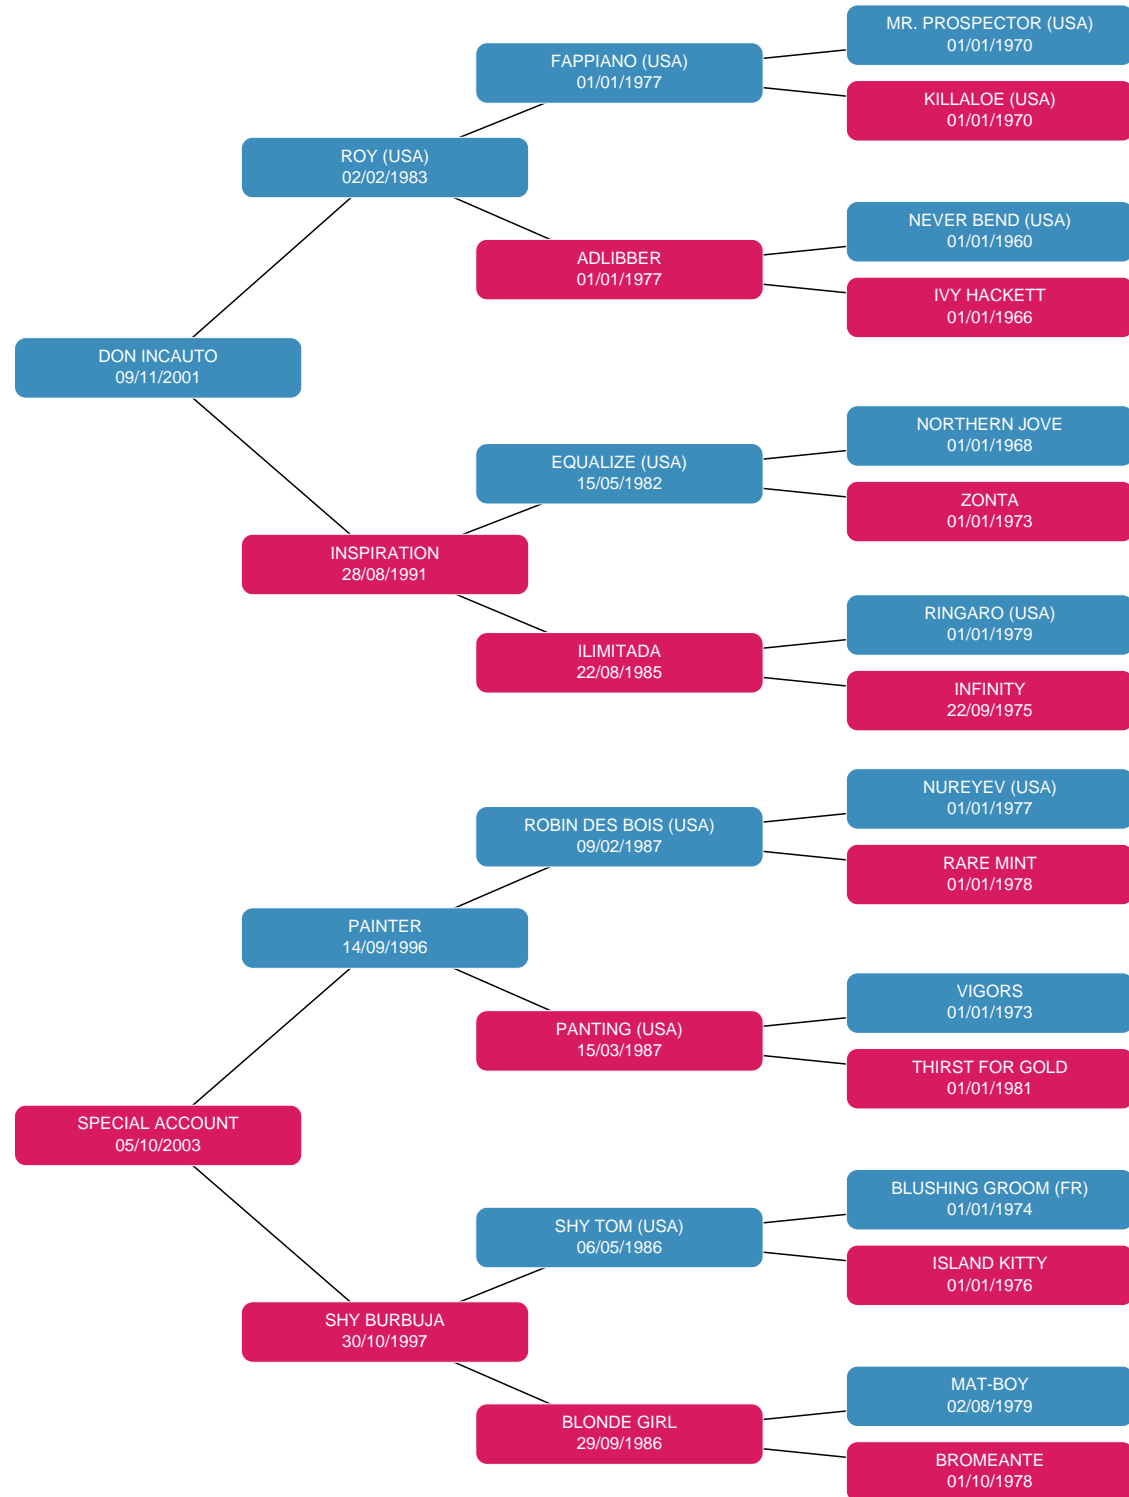 MR. PROSPECTOR (USA)
01/01/1970
FAPPIANO (USA)
01/01/1977
KILLALOE (USA)
01/01/1970
ROY (USA)
02/02/1983
NEVER BEND (USA)
01/01/1960
ADLIBBER
01/01/1977
IVY HACKETT
01/01/1966
DON INCAUTO
09/11/2001
NORTHERN JOVE
01/01/1968
EQUALIZE (USA)
15/05/1982
ZONTA
01/01/1973
INSPIRATION
28/08/1991
RINGARO (USA)
01/01/1979
ILIMITADA
22/08/1985
INFINITY
22/09/1975
NUREYEV (USA)
01/01/1977
ROBIN DES BOIS (USA)
09/02/1987
RARE MINT
01/01/1978
PAINTER
14/09/1996
VIGORS
01/01/1973
PANTING (USA)
15/03/1987
THIRST FOR GOLD
01/01/1981
SPECIAL ACCOUNT
05/10/2003
BLUSHING GROOM (FR)
01/01/1974
SHY TOM (USA)
06/05/1986
ISLAND KITTY
01/01/1976
SHY BURBUJA
30/10/1997
MAT-BOY
02/08/1979
BLONDE GIRL
29/09/1986
BROMEANTE
01/10/1978